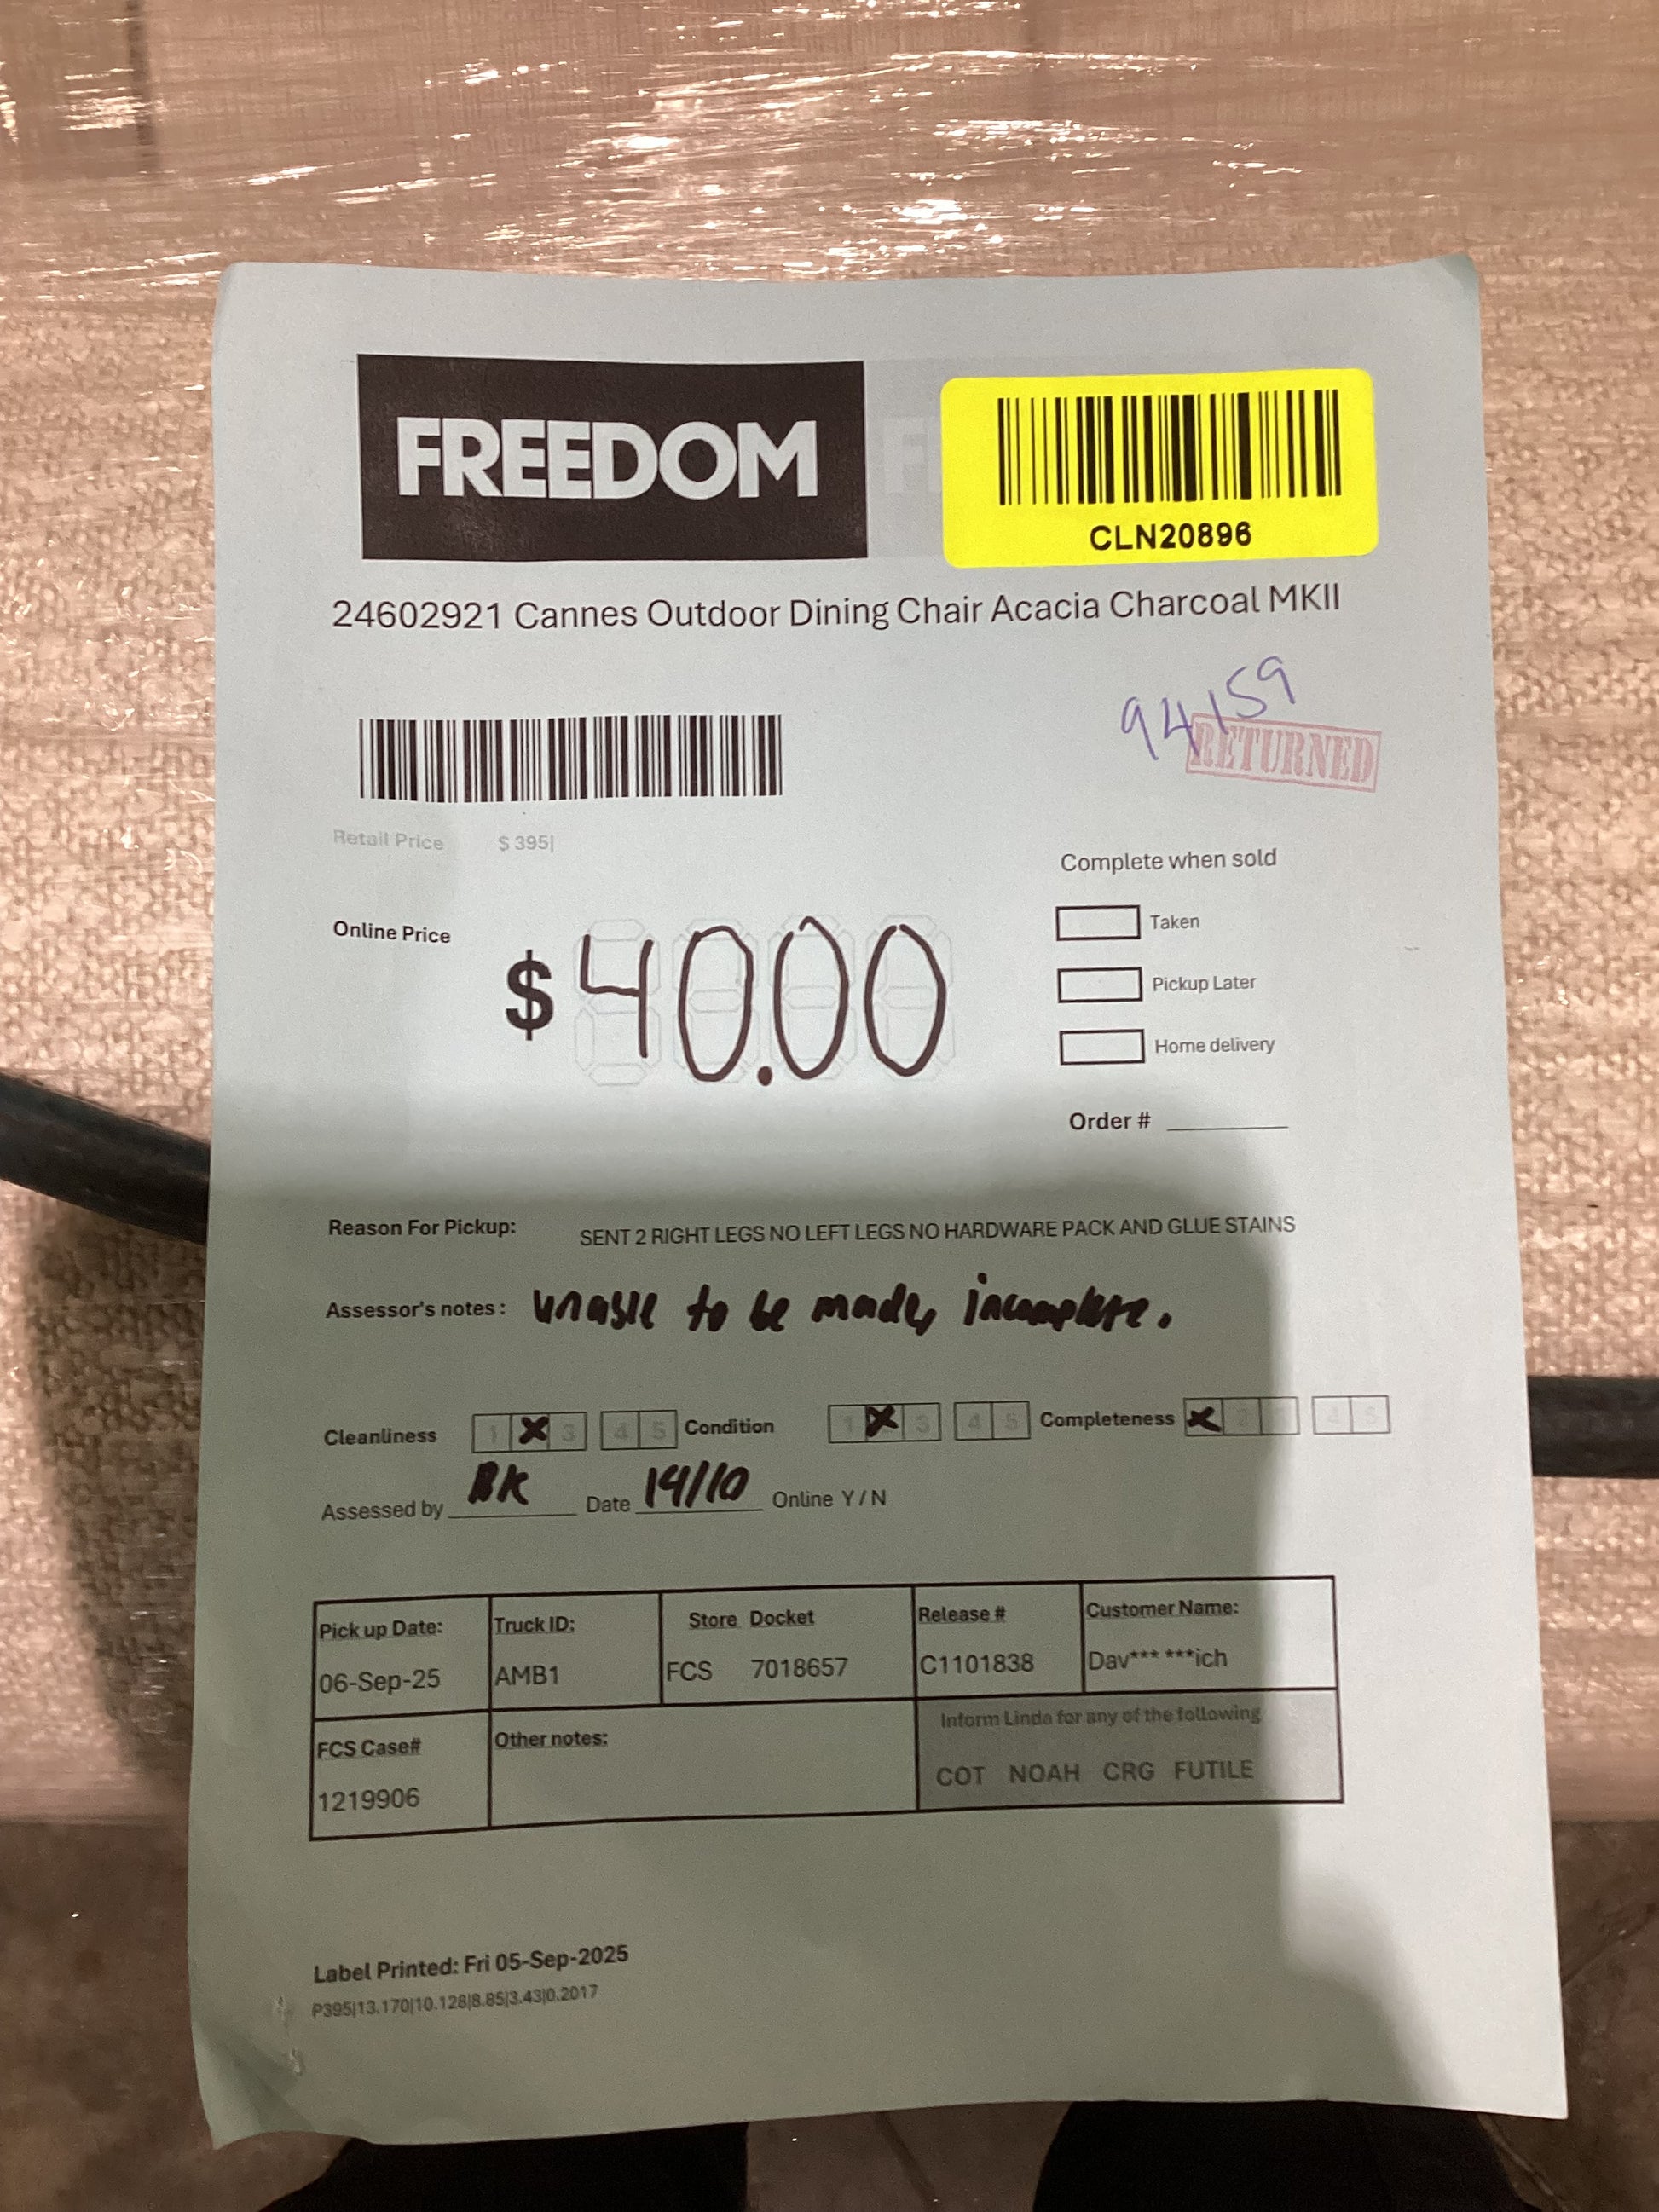 FREEDOM
CLN20896
24602921 Cannes Outdoor Dining Chair Acacia Charcoal MKII
94159
RETURNED
Retail Price $ 395|
Complete when sold
Online Price
$ 40.00
Taken
Pickup Later
Home delivery
Order #
Reason For Pickup: SENT 2 RIGHT LEGS NO LEFT LEGS NO HARDWARE PACK AND GLUE STAINS
Assessor's notes: unable to be made, incomplete.
Cleanliness 1 X 3 4 5 Condition 1 X 3 4 5 Completeness X 2 3 4 5
Assessed by BK Date 14/10 Online Y / N
Pick up Date: Truck ID: Store Docket Release # Customer Name:
06-Sep-25 AMB1 FCS 7018657 C1101838 Dav*** ***ich
FCS Case# Other notes: Inform Linda for any of the following
1219906 COT NOAH CRG FUTILE
Label Printed: Fri 05-Sep-2025
P395|13.170|10.128|8.85|3.43|0.2017